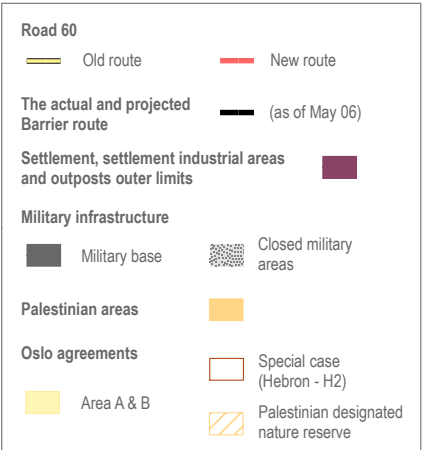 Road 60
Old route
New route
The actual and projected
Barrier route
(as of May 06)
Settlement, settlement industrial areas
and outposts outer limits
Military infrastructure
Military base
Closed military
areas
Palestinian areas
Oslo agreements
Special case
(Hebron - H2)
Area A & B
Palestinian designated
nature reserve